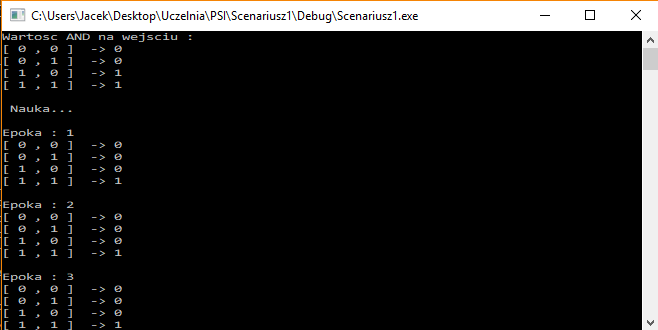 C:\Users\Jacek\Desktop\Uczelnia\PSI\Scenariusz1\Debug\Scenariusz1.exe
Wartosc AND na wejsciu :
[ 0 , 0 ]  -> 0
[ 0 , 1 ]  -> 0
[ 1 , 0 ]  -> 1
[ 1 , 1 ]  -> 1
Nauka...
Epoka : 1
[ 0 , 0 ]  -> 0
[ 0 , 1 ]  -> 0
[ 1 , 0 ]  -> 0
[ 1 , 1 ]  -> 1
Epoka : 2
[ 0 , 0 ]  -> 0
[ 0 , 1 ]  -> 0
[ 1 , 0 ]  -> 0
[ 1 , 1 ]  -> 1
Epoka : 3
[ 0 , 0 ]  -> 0
[ 0 , 1 ]  -> 0
[ 1 , 0 ]  -> 0
[ 1 , 1 ]  -> 1